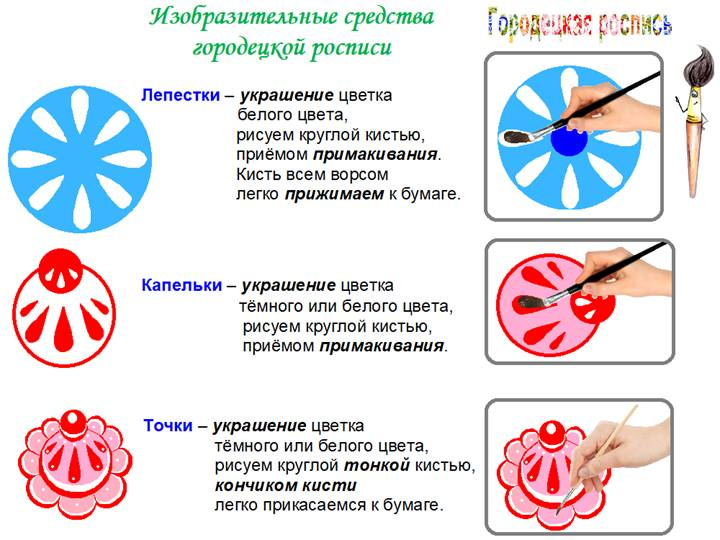 Изобразительные средства
городецкой росписи
Городецкая роспись
Лепестки – украшение цветка
белого цвета,
рисуем круглой кистью,
приёмом примакивания.
Кисть всем ворсом
легко прижимаем к бумаге.
Капельки – украшение цветка
тёмного или белого цвета,
рисуем круглой кистью,
приёмом примакивания.
Точки – украшение цветка
тёмного или белого цвета,
рисуем круглой тонкой кистью,
кончиком кисти
легко прикасаемся к бумаге.